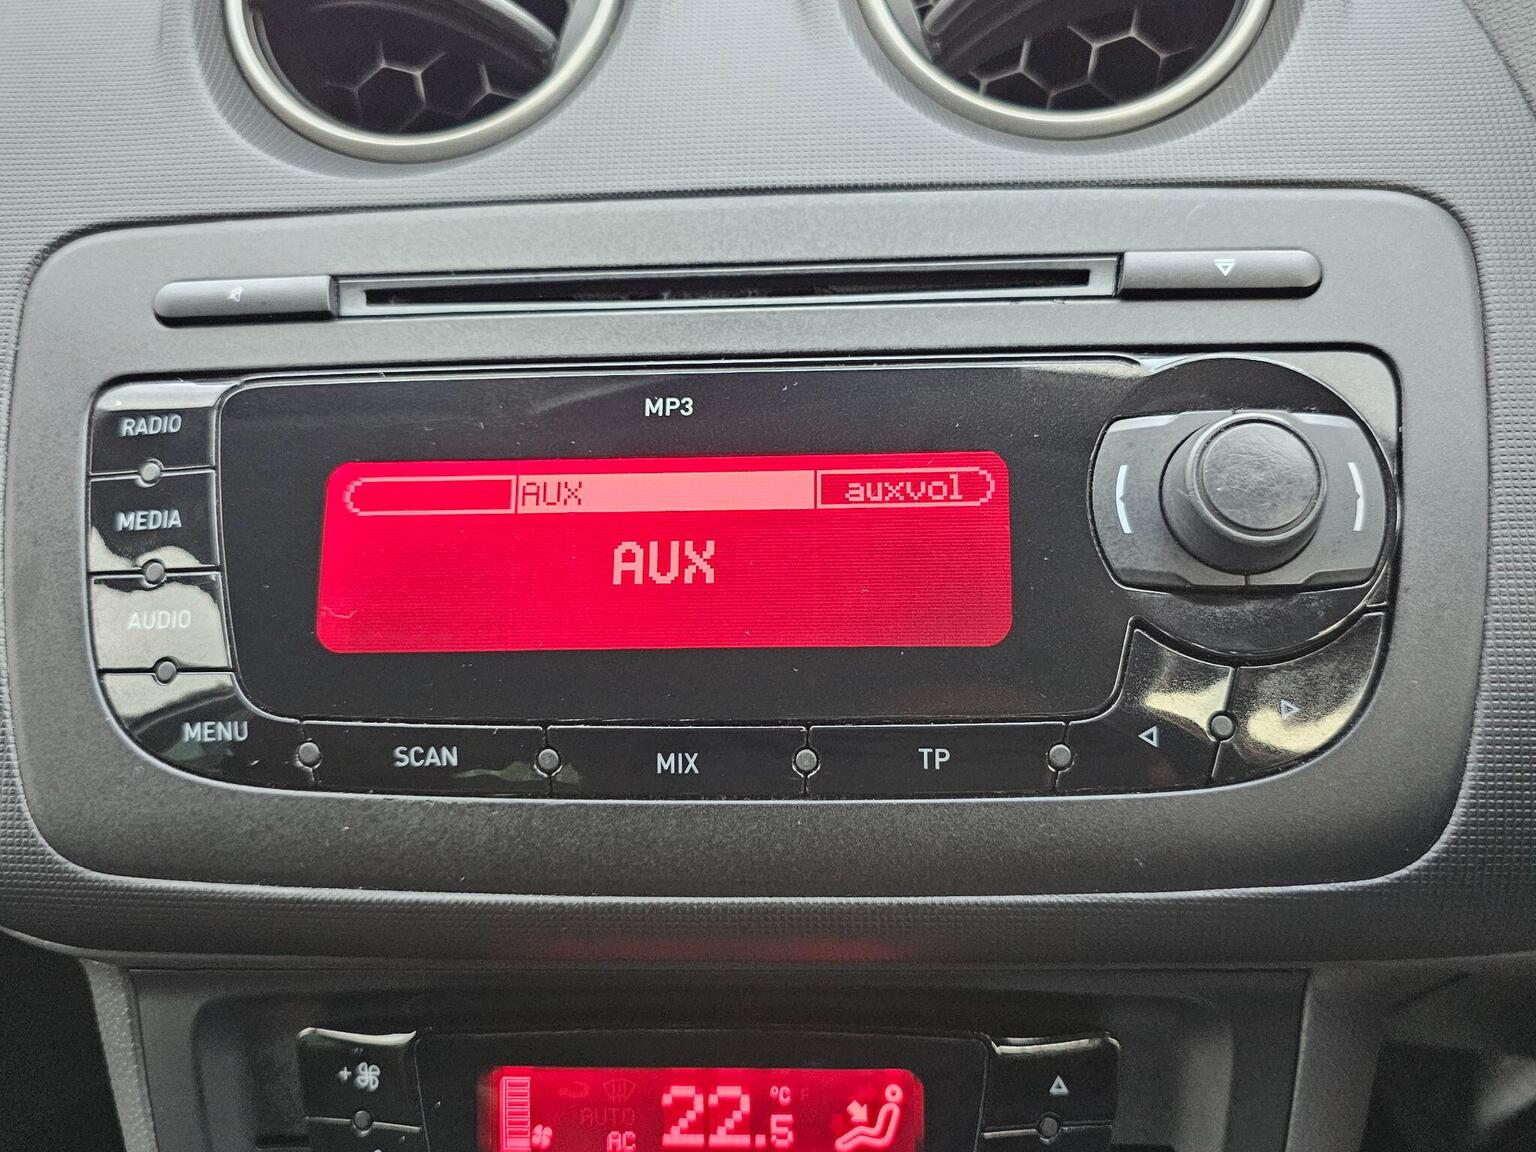 MP3
RADIO
AUX auxvol
MEDIA
AUX
AUDIO
MENU
SCAN
MIX
TP
+
22.5 °C F
AUTO
AC